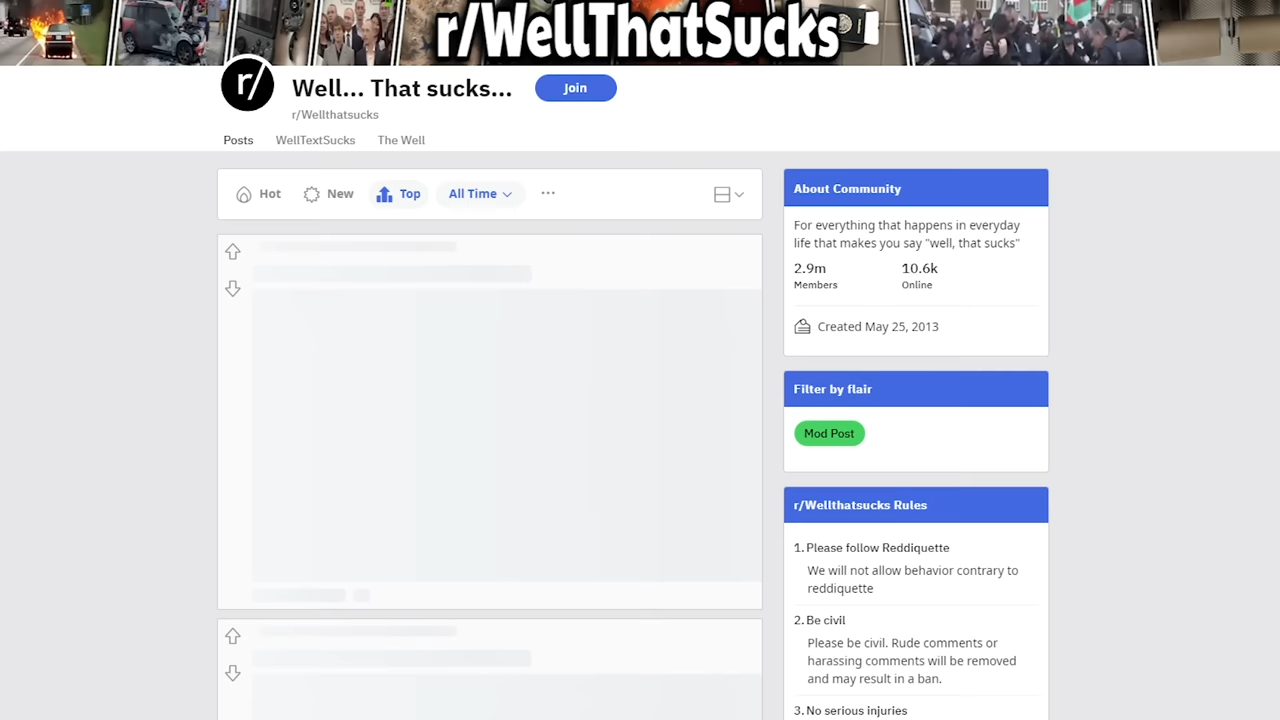 r/WellThatSucks
r/
Well... That sucks...
Join
r/Wellthatsucks
Posts WellTextSucks The Well
Hot New Top All Time ...
About Community
For everything that happens in everyday
life that makes you say "well, that sucks"
2.9m 10.6k
Members Online
Created May 25, 2013
Filter by flair
Mod Post
r/Wellthatsucks Rules
1. Please follow Reddiquette
We will not allow behavior contrary to
reddiquette
2. Be civil
Please be civil. Rude comments or
harassing comments will be removed
and may result in a ban.
3. No serious injuries